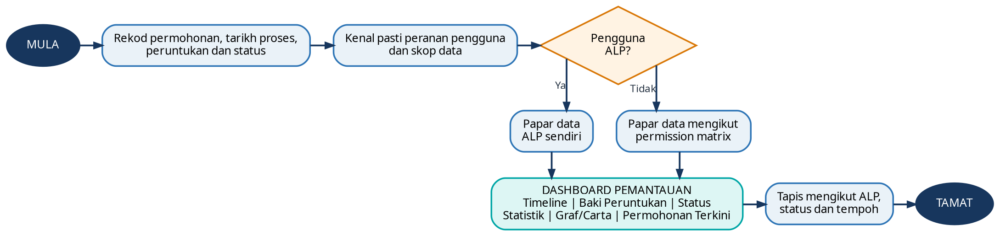 MULA
Rekod permohonan, tarikh proses,
peruntukan dan status
Kenal pasti peranan pengguna
dan skop data
Pengguna
ALP?
Ya
Tidak
Papar data
ALP sendiri
Papar data mengikut
permission matrix
DASHBOARD PEMANTAUAN
Timeline | Baki Peruntukan | Status
Statistik | Graf/Carta | Permohonan Terkini
Tapis mengikut ALP,
status dan tempoh
TAMAT